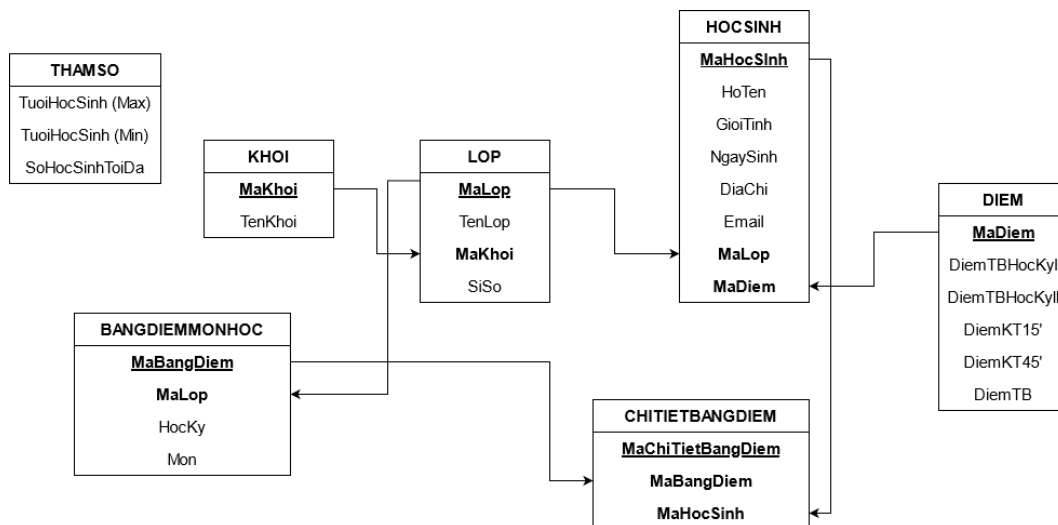 THAMSO
TuoiHocSinh (Max)
TuoiHocSinh (Min)
SoHocSinhToiDa
KHOI
MaKhoi
TenKhoi
LOP
MaLop
TenLop
MaKhoi
SiSo
HOCSINH
MaHocSInh
HoTen
GioiTinh
NgaySinh
DiaChi
Email
MaLop
MaDiem
DIEM
MaDiem
DiemTBHocKyI
DiemTBHocKyII
DiemKT15'
DiemKT45'
DiemTB
BANGDIEMMONHOC
MaBangDiem
MaLop
HocKy
Mon
CHITIETBANGDIEM
MaChiTietBangDiem
MaBangDiem
MaHocSinh